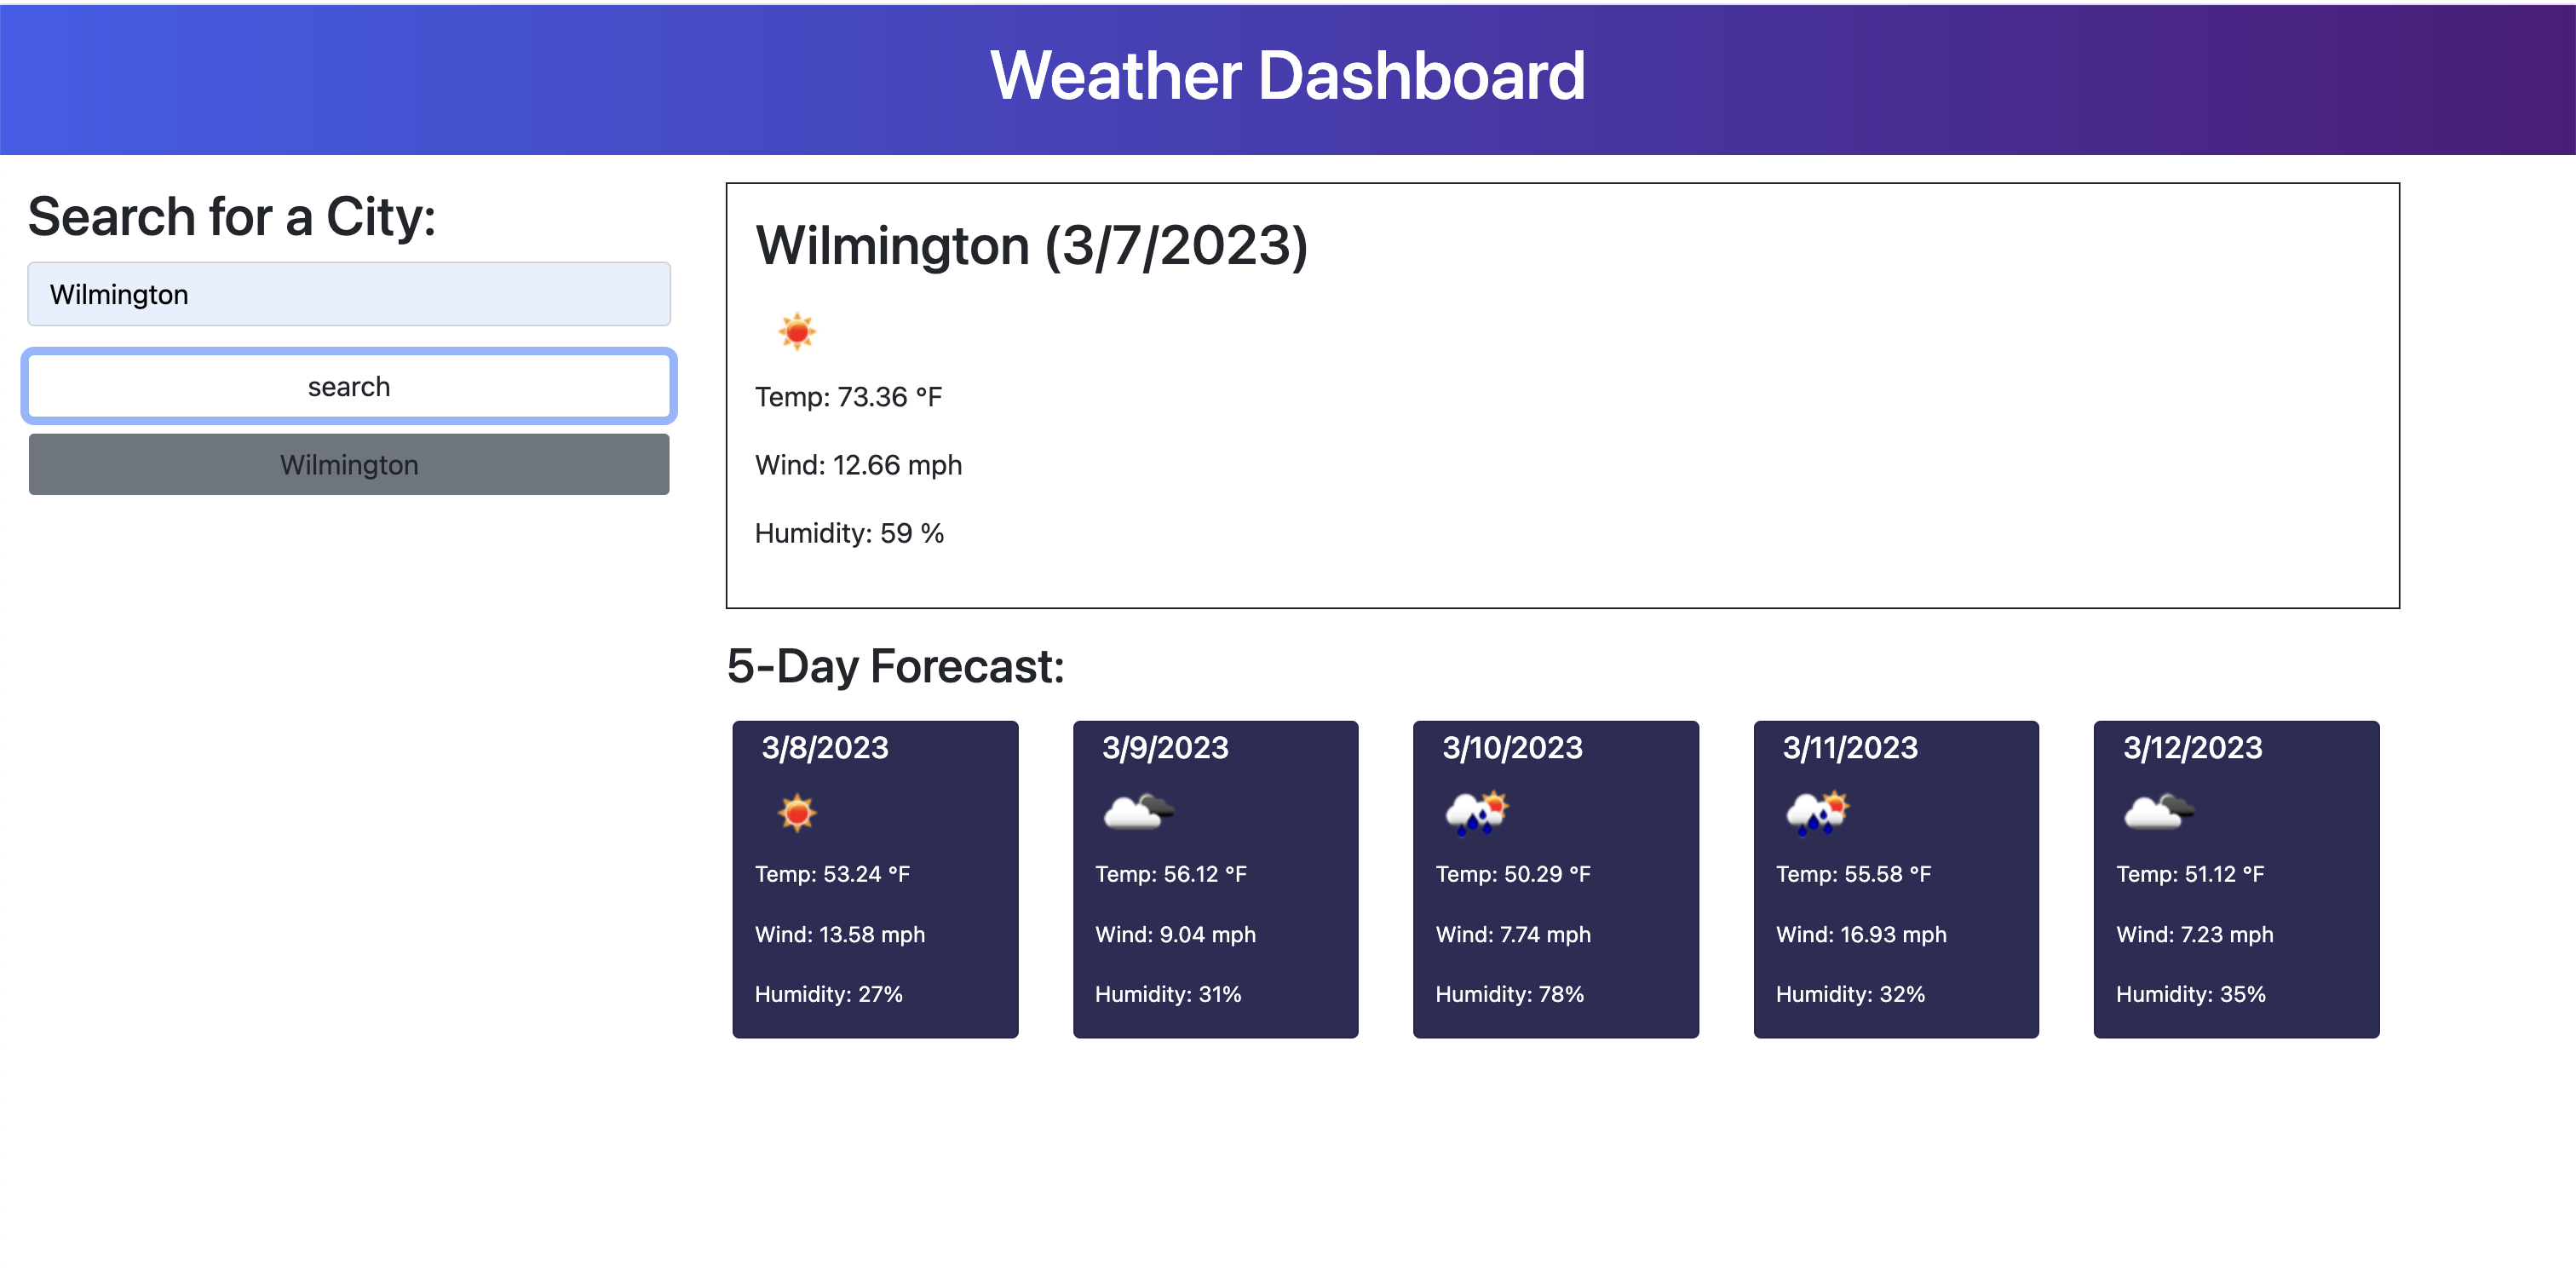 Weather Dashboard
Search for a City:
Wilmington
search
Wilmington
Wilmington (3/7/2023)
Temp: 73.36 °F
Wind: 12.66 mph
Humidity: 59 %
5-Day Forecast:
3/8/2023
Temp: 53.24 °F
Wind: 13.58 mph
Humidity: 27%
3/9/2023
Temp: 56.12 °F
Wind: 9.04 mph
Humidity: 31%
3/10/2023
Temp: 50.29 °F
Wind: 7.74 mph
Humidity: 78%
3/11/2023
Temp: 55.58 °F
Wind: 16.93 mph
Humidity: 32%
3/12/2023
Temp: 51.12 °F
Wind: 7.23 mph
Humidity: 35%